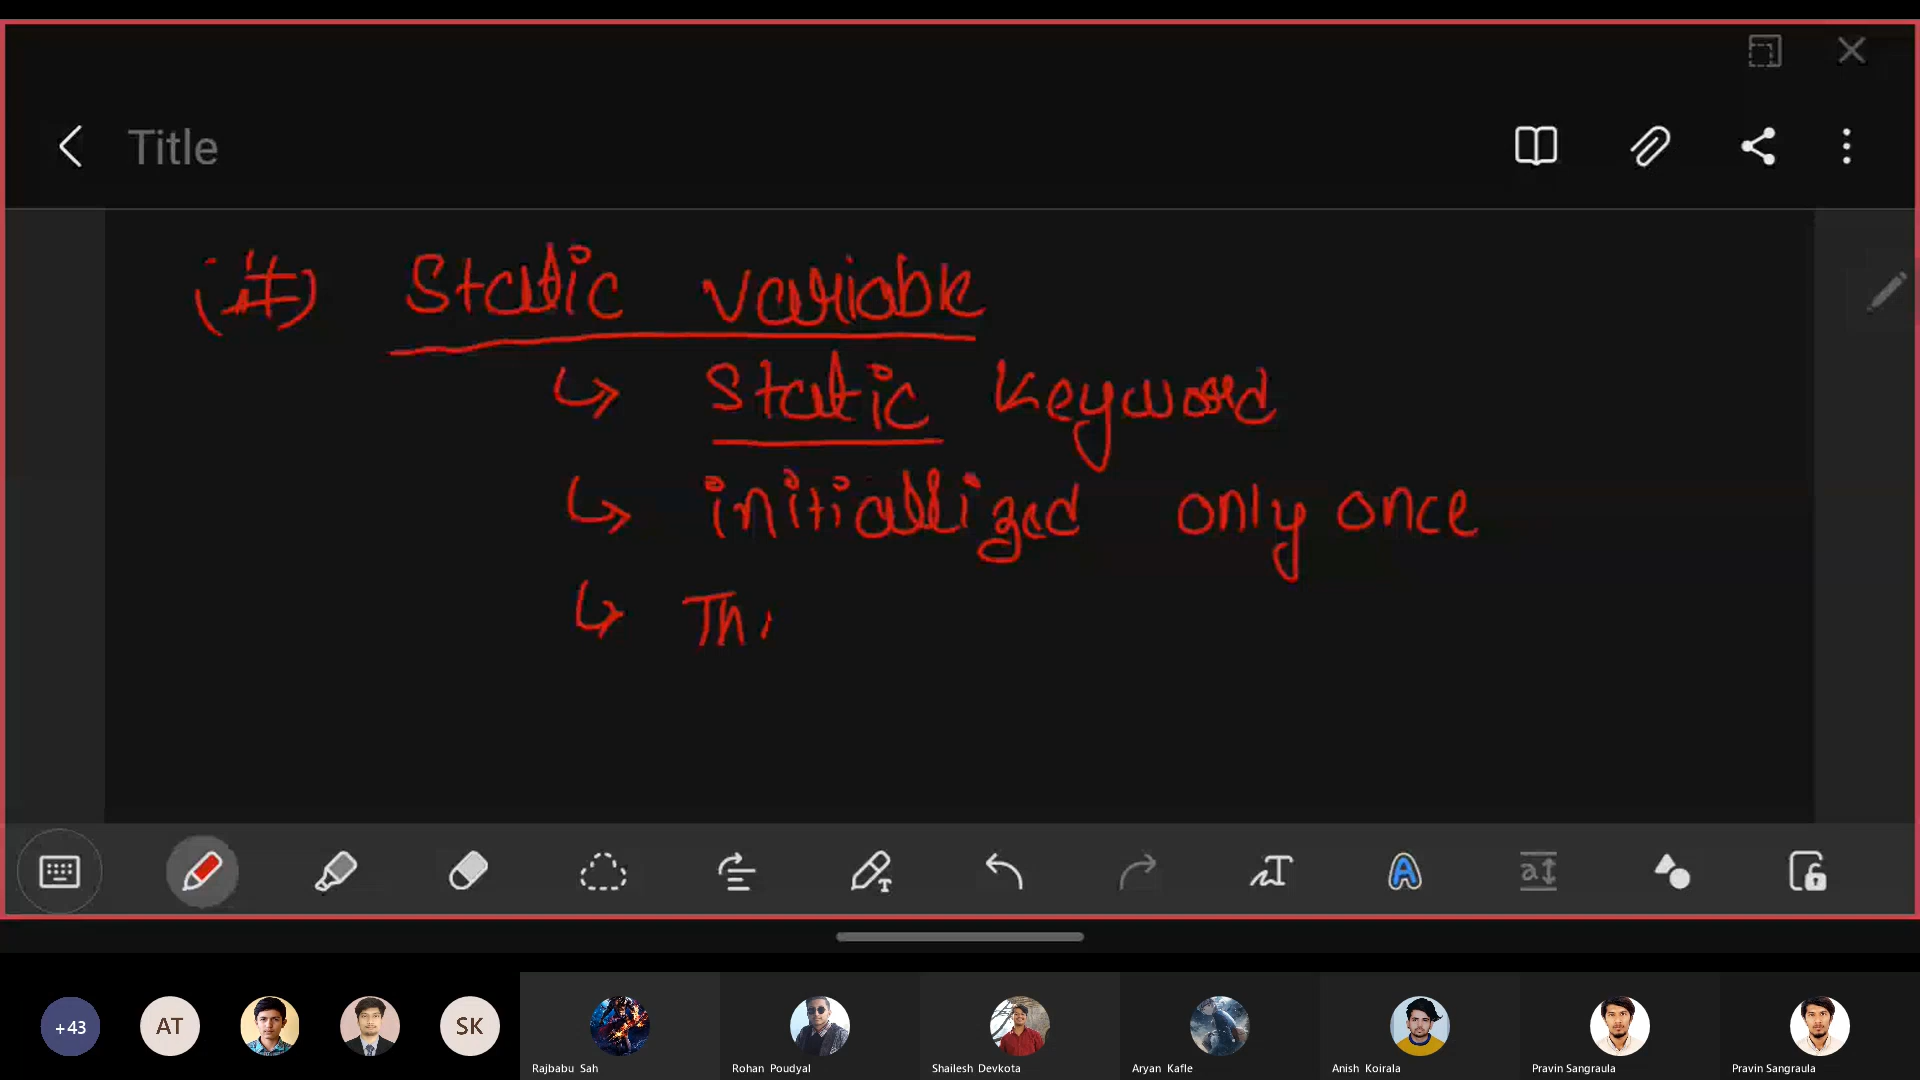 Title
(ii) Static variable
↳ static keyword
↳ initiallized only once
↳ Thi
+43
AT
SK
Rajbabu Sah
Rohan Poudyal
Shailesh Devkota
Aryan Kafle
Anish Koirala
Pravin Sangraula
Pravin Sangraula